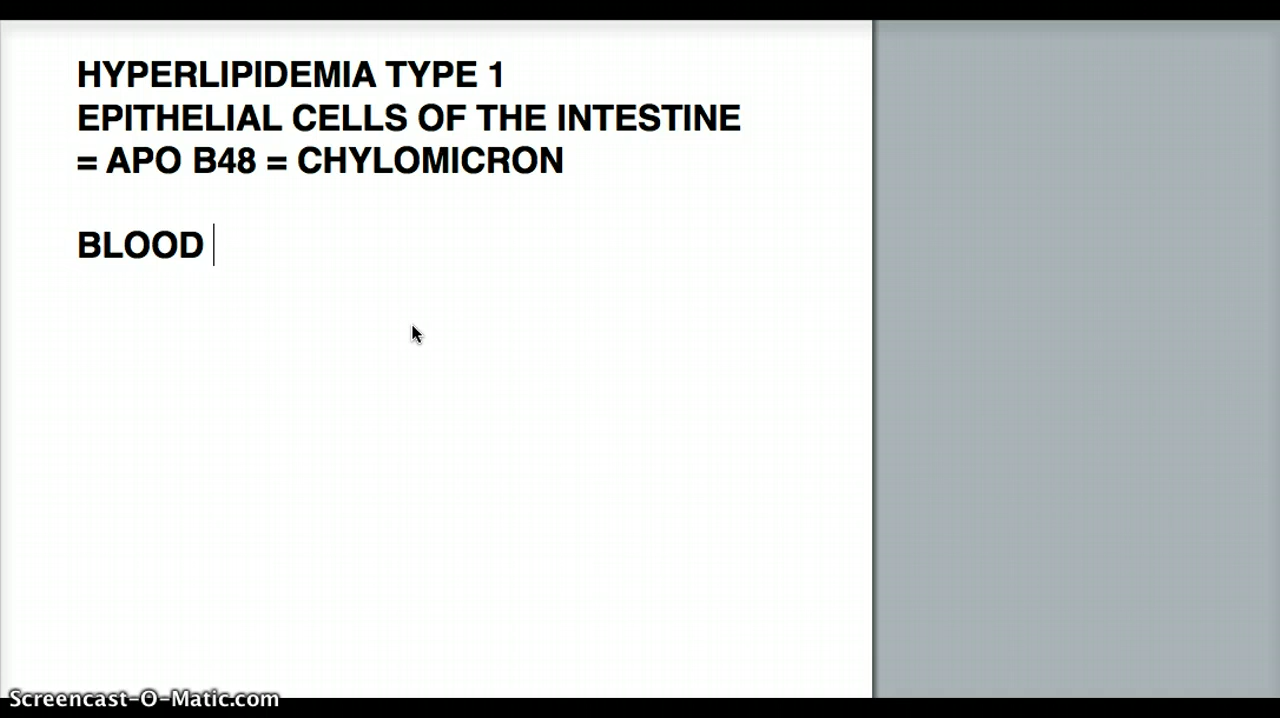 HYPERLIPIDEMIA TYPE 1
EPITHELIAL CELLS OF THE INTESTINE
= APO B48 = CHYLOMICRON
BLOOD
Screencast-O-Matic.com